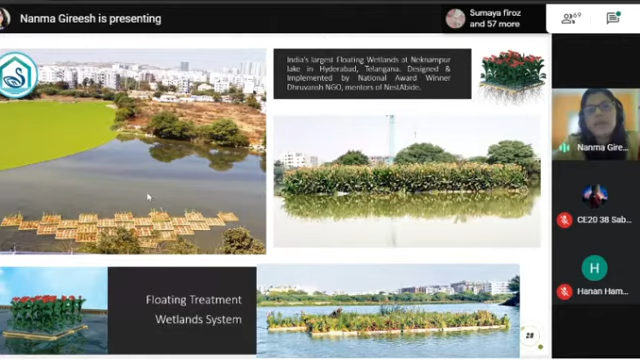 Nanma Gireesh is presenting
Sumaya firoz
and 57 more
69
India's largest Floating Wetlands at Neknampur
lake in Hyderabad, Telangana. Designed &
Implemented by National Award Winner
Dhruvansh NGO, mentors of NestAbide.
Nanma Gire...
CE20 38 Sab...
H
Hanan Ham...
Floating Treatment
Wetlands System
28